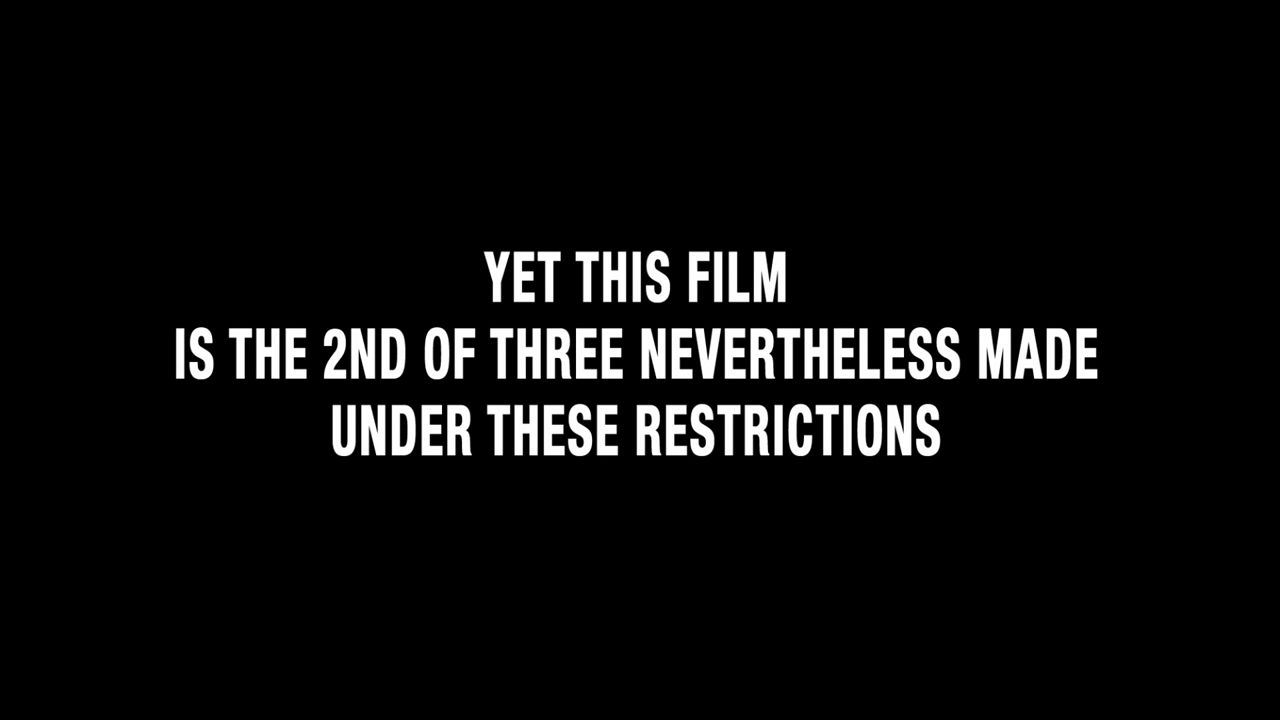 YET THIS FILM
IS THE 2ND OF THREE NEVERTHELESS MADE
UNDER THESE RESTRICTIONS